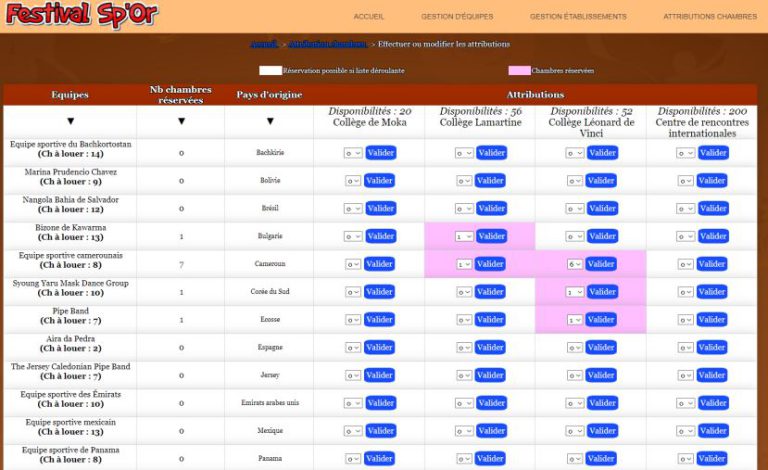 Festival Sp'Or
ACCUEIL GESTION D'ÉQUIPES GESTION ÉTABLISSEMENTS ATTRIBUTIONS CHAMBRES
Accueil > Attribution chambres > Effectuer ou modifier les attributions
Réservation possible si liste déroulante Chambres réservées
Equipes Nb chambres réservées Pays d'origine Attributions
▼ ▼ ▼ Disponibilités : 20 Disponibilités : 56 Disponibilités : 52 Disponibilités : 200
Collège de Moka Collège Lamartine Collège Léonard de Vinci Centre de rencontres internationales
Equipe sportive du Bachkortostan
(Ch à louer : 14) 0 Bachkirie 0 Valider 0 Valider 0 Valider 0 Valider
Marina Prudencio Chavez
(Ch à louer : 9) 0 Bolivie 0 Valider 0 Valider 0 Valider 0 Valider
Nangola Bahia de Salvador
(Ch à louer : 12) 0 Brésil 0 Valider 0 Valider 0 Valider 0 Valider
Bizone de Kawarma
(Ch à louer : 13) 1 Bulgarie 0 Valider 1 Valider 0 Valider 0 Valider
Equipe sportive camerounais
(Ch à louer : 8) 7 Cameroun 0 Valider 1 Valider 6 Valider 0 Valider
Syoung Yaru Mask Dance Group
(Ch à louer : 10) 1 Corée du Sud 0 Valider 0 Valider 1 Valider 0 Valider
Pipe Band
(Ch à louer : 7) 1 Ecosse 0 Valider 0 Valider 1 Valider 0 Valider
Aira da Pedra
(Ch à louer : 2) 0 Espagne 0 Valider 0 Valider 0 Valider 0 Valider
The Jersey Caledonian Pipe Band
(Ch à louer : 7) 0 Jersey 0 Valider 0 Valider 0 Valider 0 Valider
Equipe sportive des Émirats
(Ch à louer : 10) 0 Emirats arabes unis 0 Valider 0 Valider 0 Valider 0 Valider
Equipe sportive mexicain
(Ch à louer : 13) 0 Mexique 0 Valider 0 Valider 0 Valider 0 Valider
Equipe sportive de Panama
(Ch à louer : 8) 0 Panama 0 Valider 0 Valider 0 Valider 0 Valider